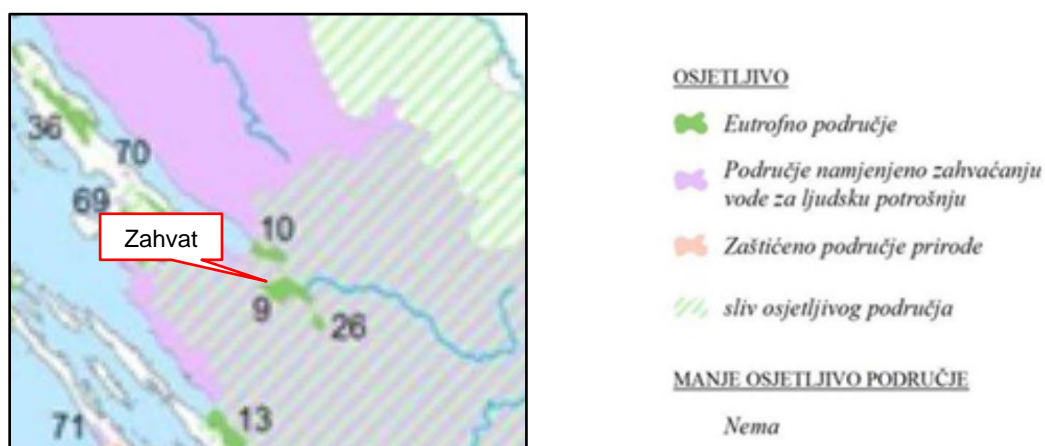 36
70
69
Zahvat
10
9
26
13
71
OSJETLJIVO
Eutrofno područje
Područje namjenjeno zahvaćanju
vode za ljudsku potrošnju
Zaštićeno područje prirode
sliv osjetljivog područja
MANJE OSJETLJIVO PODRUČJE
Nema